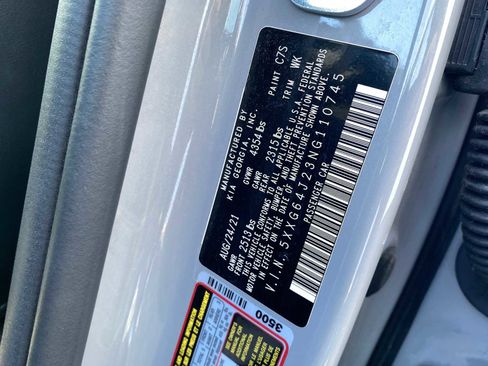 MANUFACTURED BY
KIA GEORGIA, INC.
PAINT C7S
TRIM WK
AUG/24/21
GVWR 4354 lbs
GAWR FRONT 2513 lbs
GAWR REAR 2315 lbs
THIS VEHICLE CONFORMS TO ALL APPLICABLE U.S.A. FEDERAL
MOTOR VEHICLE SAFETY, BUMPER, AND THEFT PREVENTION STANDARDS
IN EFFECT ON THE DATE OF MANUFACTURE SHOWN ABOVE.
V.I.N.: 5XXG64J23NG110745
PASSENGER CAR
3500